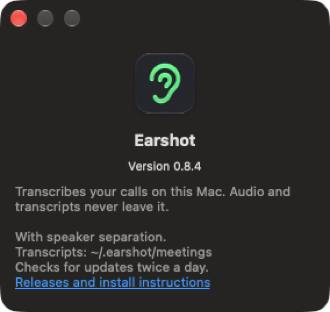 Earshot
Version 0.8.4
Transcribes your calls on this Mac. Audio and
transcripts never leave it.
With speaker separation.
Transcripts: ~/.earshot/meetings
Checks for updates twice a day.
Releases and install instructions